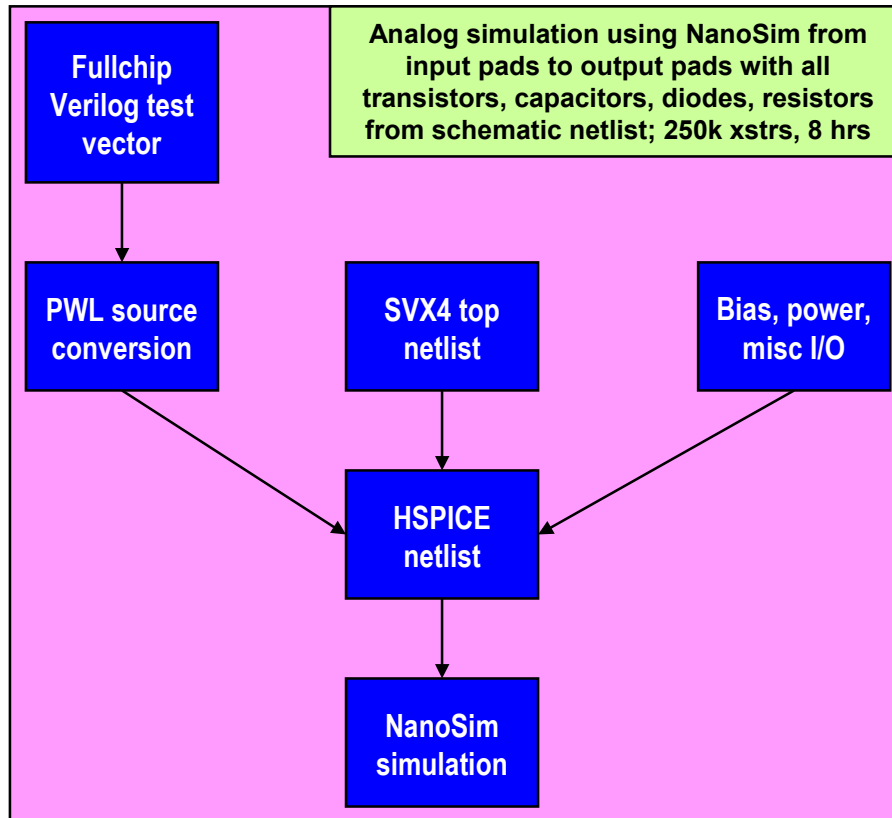 Fullchip
Verilog test
vector
Analog simulation using NanoSim from
input pads to output pads with all
transistors, capacitors, diodes, resistors
from schematic netlist; 250k xstrs, 8 hrs
PWL source
conversion
SVX4 top
netlist
Bias, power,
misc I/O
HSPICE
netlist
NanoSim
simulation